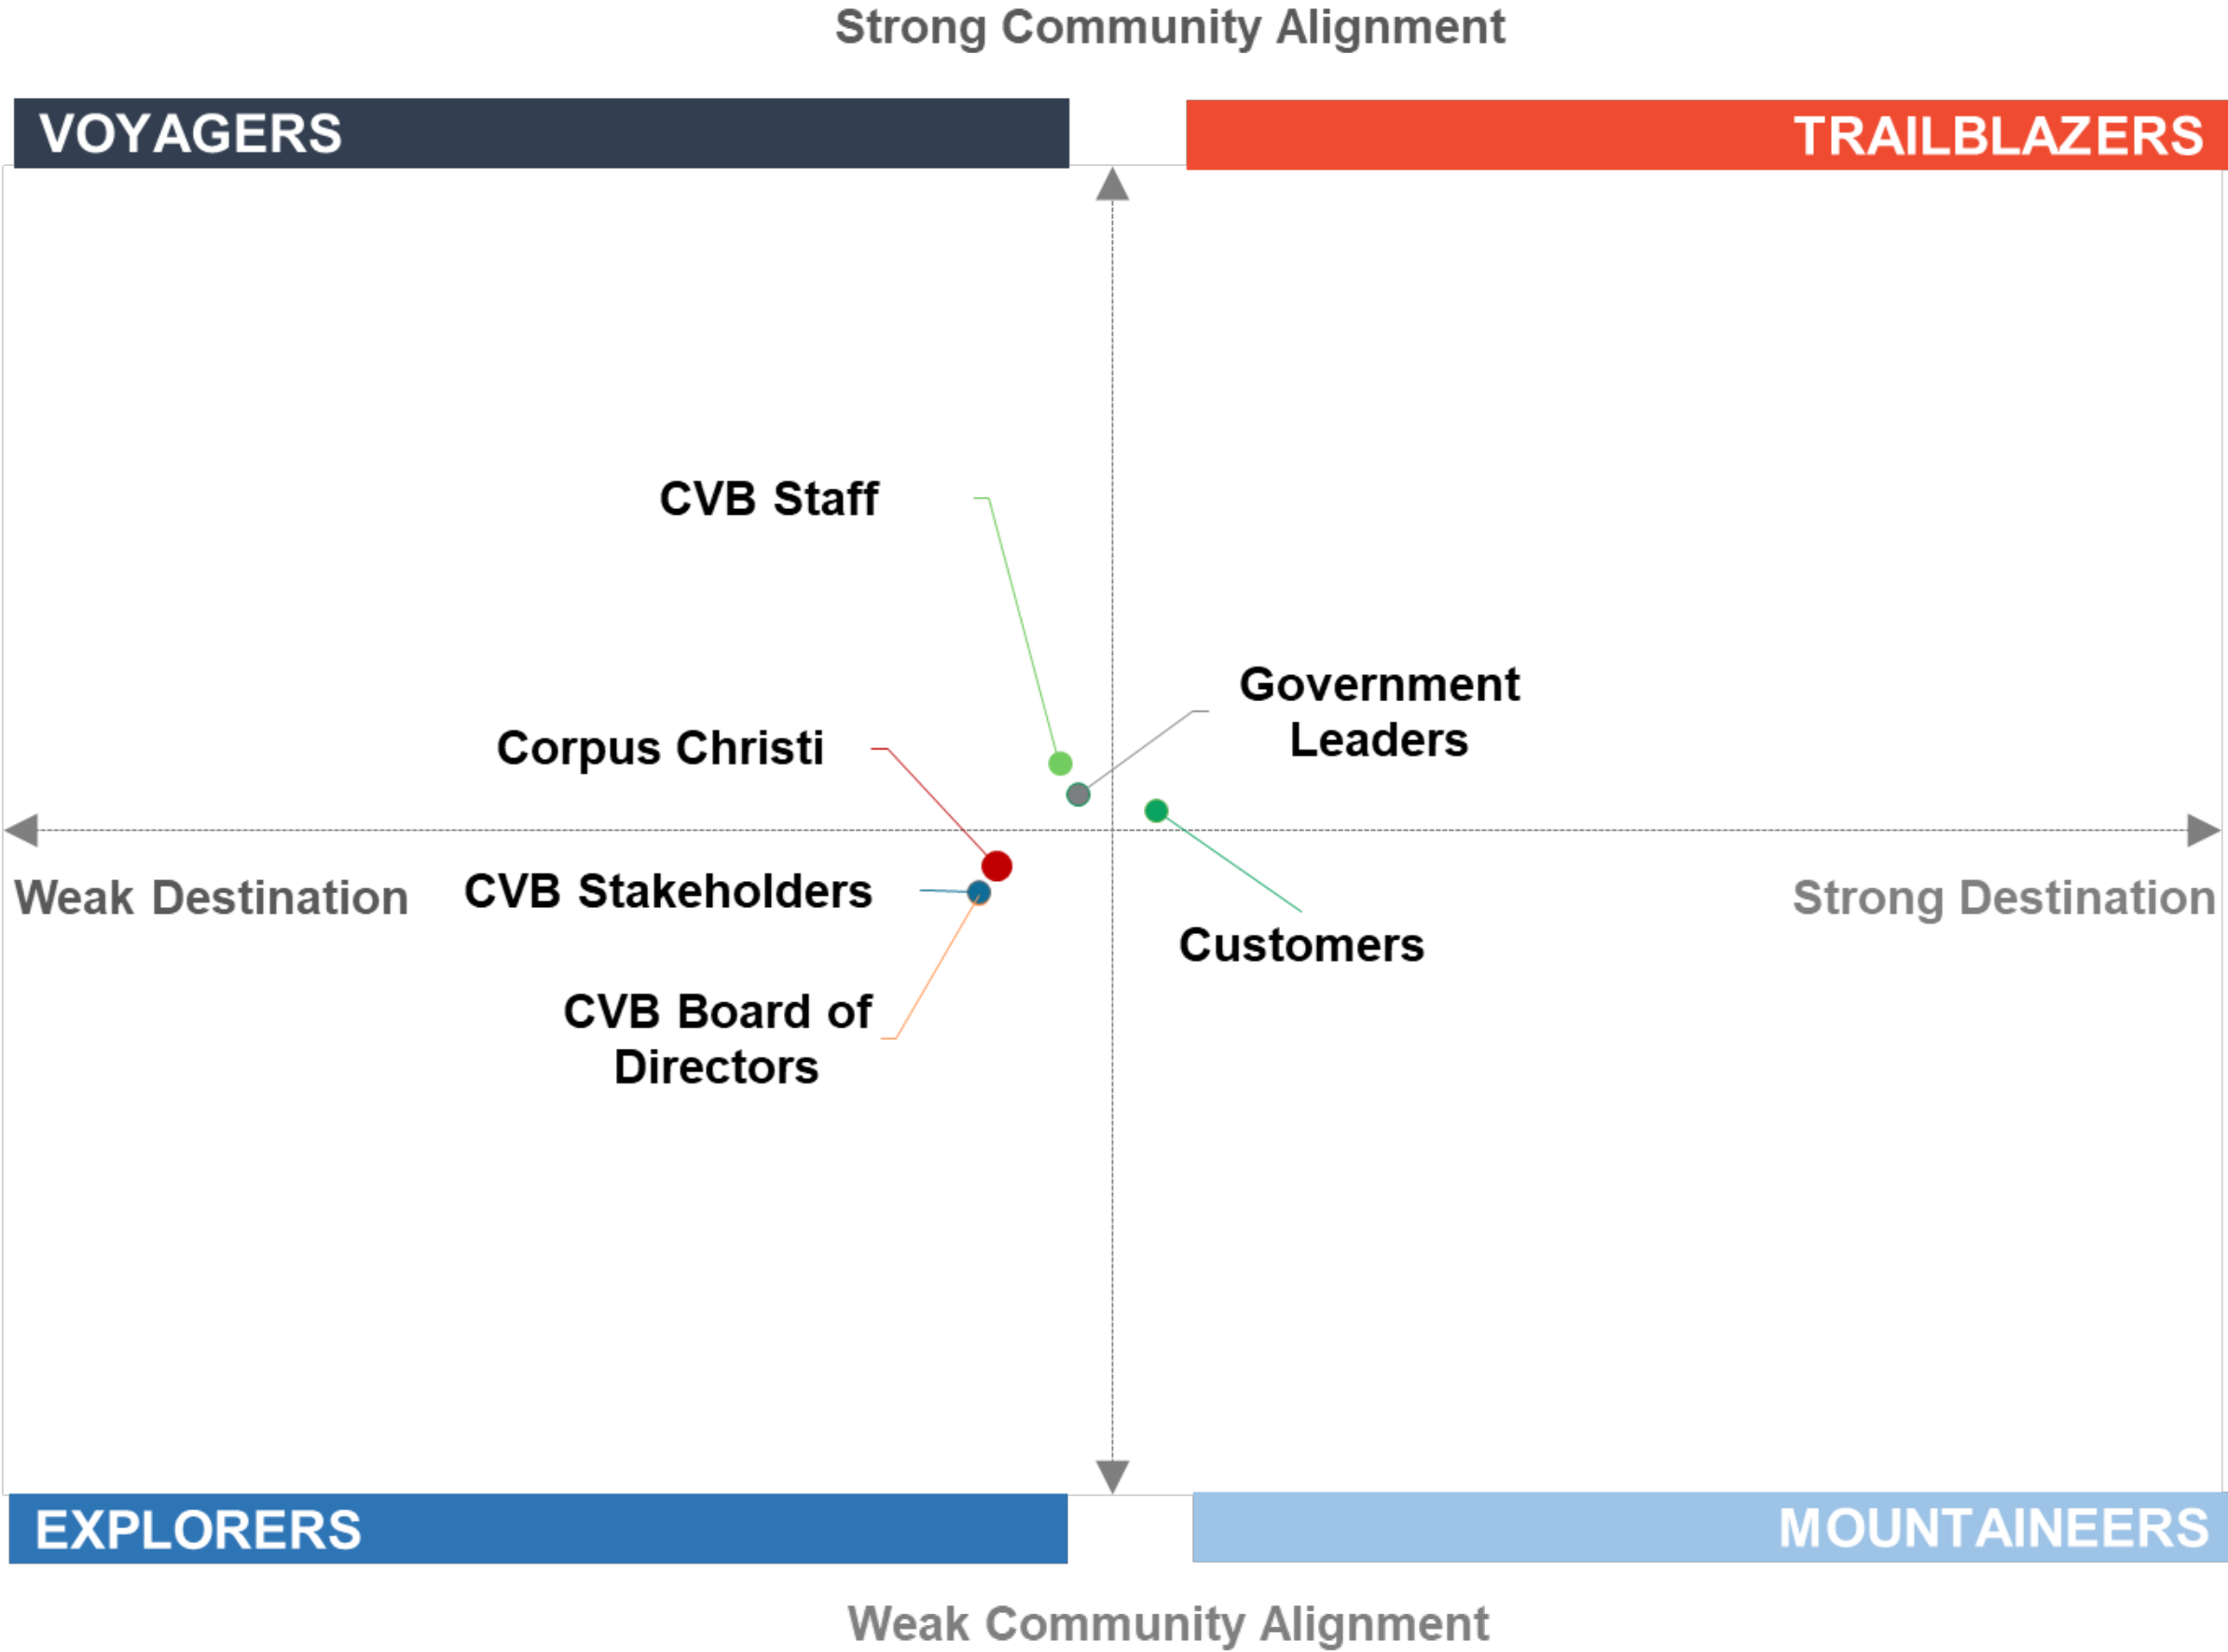 Strong Community Alignment
VOYAGERS
TRAILBLAZERS
CVB Staff
Government
Leaders
Corpus Christi
Weak Destination
CVB Stakeholders
Strong Destination
Customers
CVB Board of
Directors
EXPLORERS
MOUNTAINEERS
Weak Community Alignment